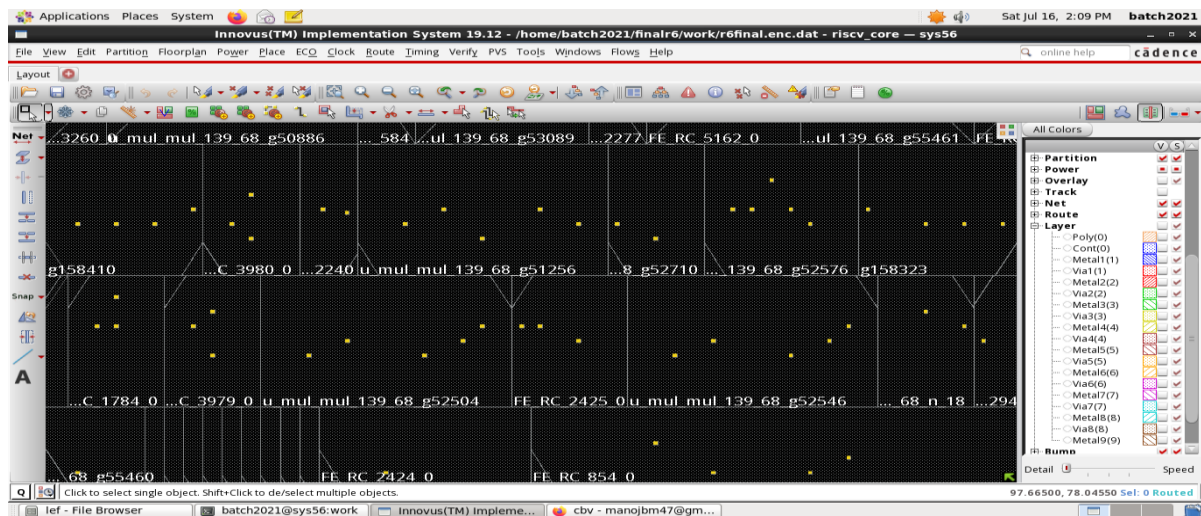 Applications Places System Sat Jul 16, 2:09 PM batch2021
Innovus(TM) Implementation System 19.12 - /home/batch2021/finalr6/work/r6final.enc.dat - riscv_core — sys56
File View Edit Partition Floorplan Power Place ECO Clock Route Timing Verify PVS Tools Windows Flows Help online help cādence
Layout
Net
Snap
A
...3260_0 u_mul_mul_139_68_g50886 ..._584 ...ul_139_68_g53089 ...2277 FE_RC_5162_0 ...ul_139_68_g55461
g158410 ...C_3980_0 ...2240 u_mul_mul_139_68_g51256 ...8_g52710 ..._139_68_g52576 g158323
...C_1784_0 ...C_3979_0 u_mul_mul_139_68_g52504 FE_RC_2425_0 u_mul_mul_139_68_g52546 ..._68_n_18 ...294
..._68_g55460 FE_RC_2424_0 FE_RC_854_0
All Colors
V S
Partition
Power
Overlay
Track
Net
Route
Layer
Poly(0)
Cont(0)
Metal1(1)
Via1(1)
Metal2(2)
Via2(2)
Metal3(3)
Via3(3)
Metal4(4)
Via4(4)
Metal5(5)
Via5(5)
Metal6(6)
Via6(6)
Metal7(7)
Via7(7)
Metal8(8)
Via8(8)
Metal9(9)
Bump
Detail Speed
Q Click to select single object. Shift+Click to de/select multiple objects. 97.66500, 78.04550 Sel: 0 Routed
lef - File Browser batch2021@sys56:work Innovus(TM) Impleme... cbv - manojbm47@gm...